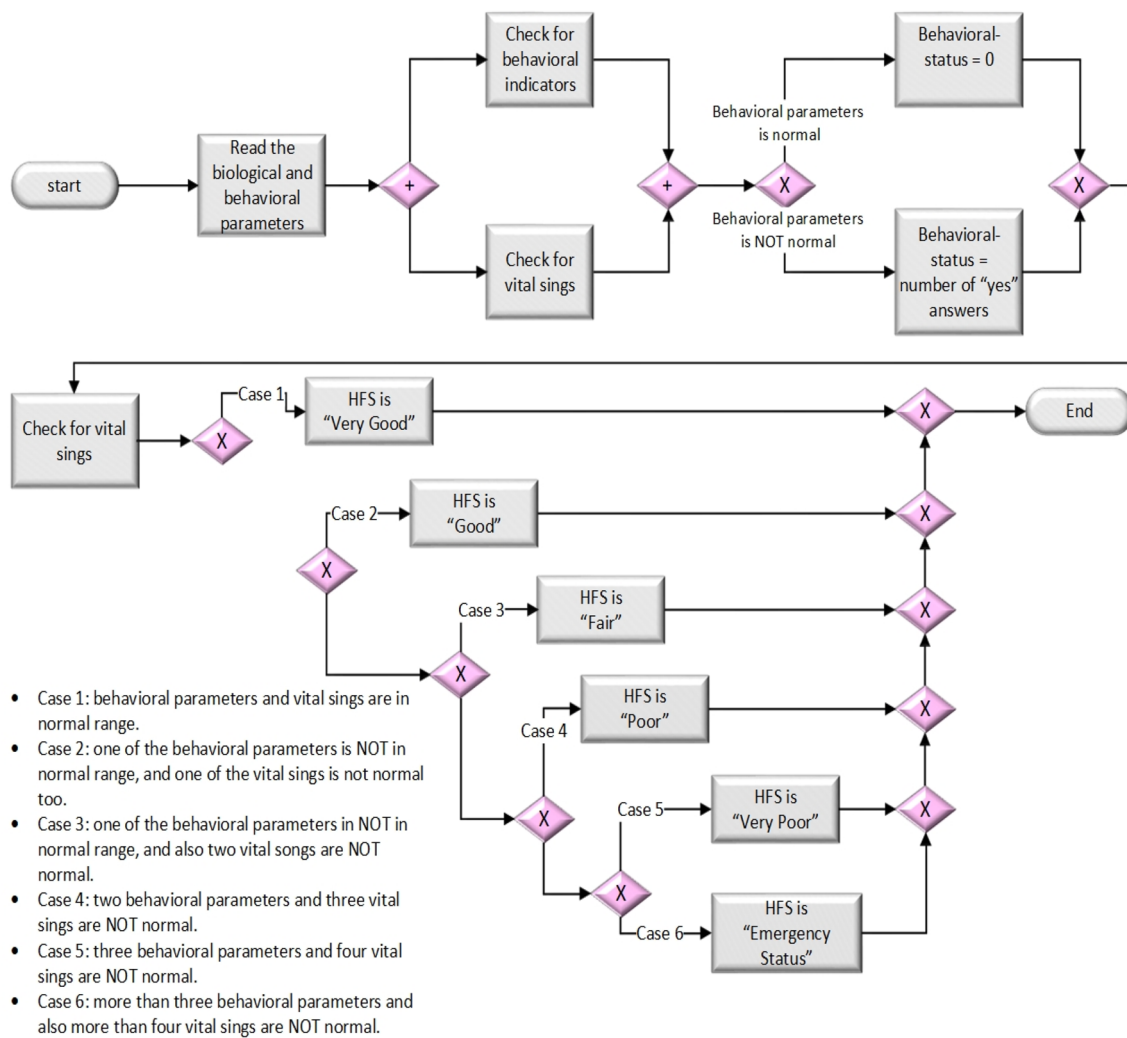 Check for
behavioral
indicators
Behavioral-
status = 0
Behavioral parameters
is normal
Read the
biological and
behavioral
parameters
start
+
+
X
X
Behavioral parameters
is NOT normal
Check for
vital sings
Behavioral-
status =
number of “yes”
answers
Check for vital
sings
X
Case 1
HFS is
“Very Good”
X
End
Case 2
HFS is
“Good”
X
X
Case 3
HFS is
“Fair”
X
X
Case 4
HFS is
“Poor”
X
X
Case 5
HFS is
“Very Poor”
X
X
Case 6
HFS is
“Emergency
Status”
• Case 1: behavioral parameters and vital sings are in
normal range.
• Case 2: one of the behavioral parameters is NOT in
normal range, and one of the vital sings is not normal
too.
• Case 3: one of the behavioral parameters in NOT in
normal range, and also two vital songs are NOT
normal.
• Case 4: two behavioral parameters and three vital
sings are NOT normal.
• Case 5: three behavioral parameters and four vital
sings are NOT normal.
• Case 6: more than three behavioral parameters and
also more than four vital sings are NOT normal.